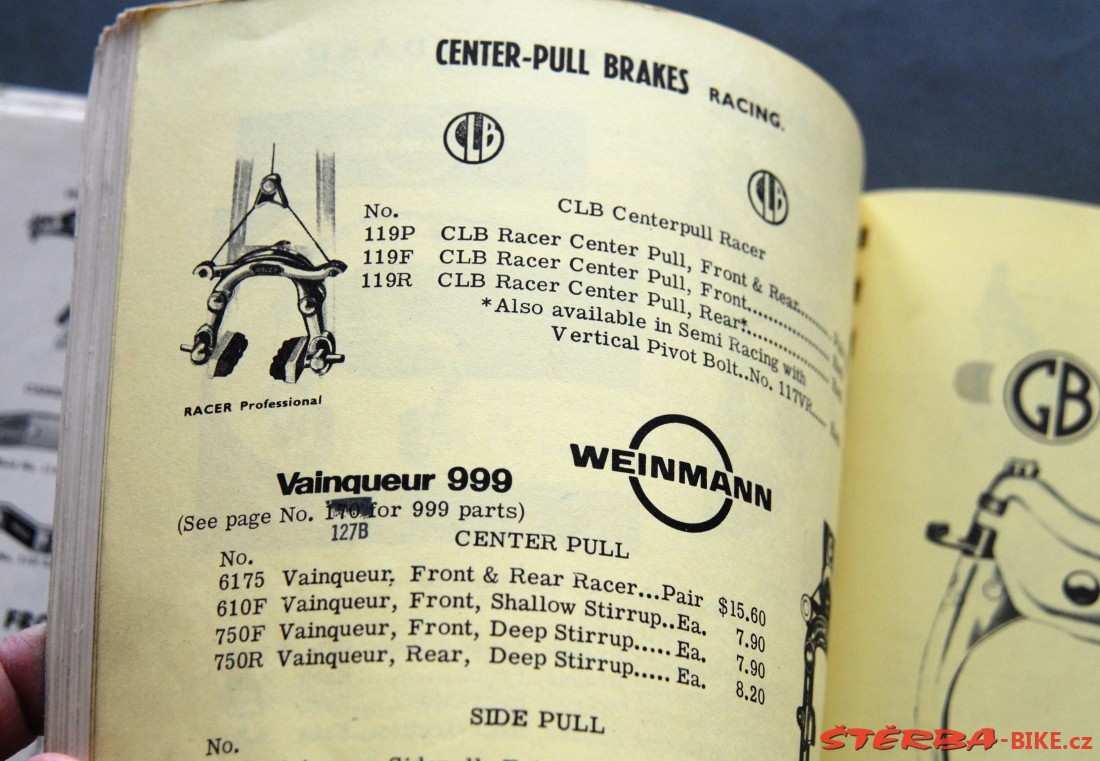 CENTER-PULL BRAKES RACING.
CLB
CLB
RACER
RACER Professional
No. CLB Centerpull Racer
119P CLB Racer Center Pull, Front & Rear.......
119F CLB Racer Center Pull, Front...............
119R CLB Racer Center Pull, Rear*...............
*Also available in Semi Racing with
Vertical Pivot Bolt..No. 117VR.....
WEINMANN
Vainqueur 999
(See page No. 170 for 999 parts)
127B
CENTER PULL
No.
6175 Vainqueur, Front & Rear Racer...Pair $15.60
610F Vainqueur, Front, Shallow Stirrup..Ea. 7.90
750F Vainqueur, Front, Deep Stirrup..... Ea. 7.90
750R Vainqueur, Rear, Deep Stirrup..... Ea. 8.20
SIDE PULL
No.
GB
ŠTĚRBA-BIKE.cz